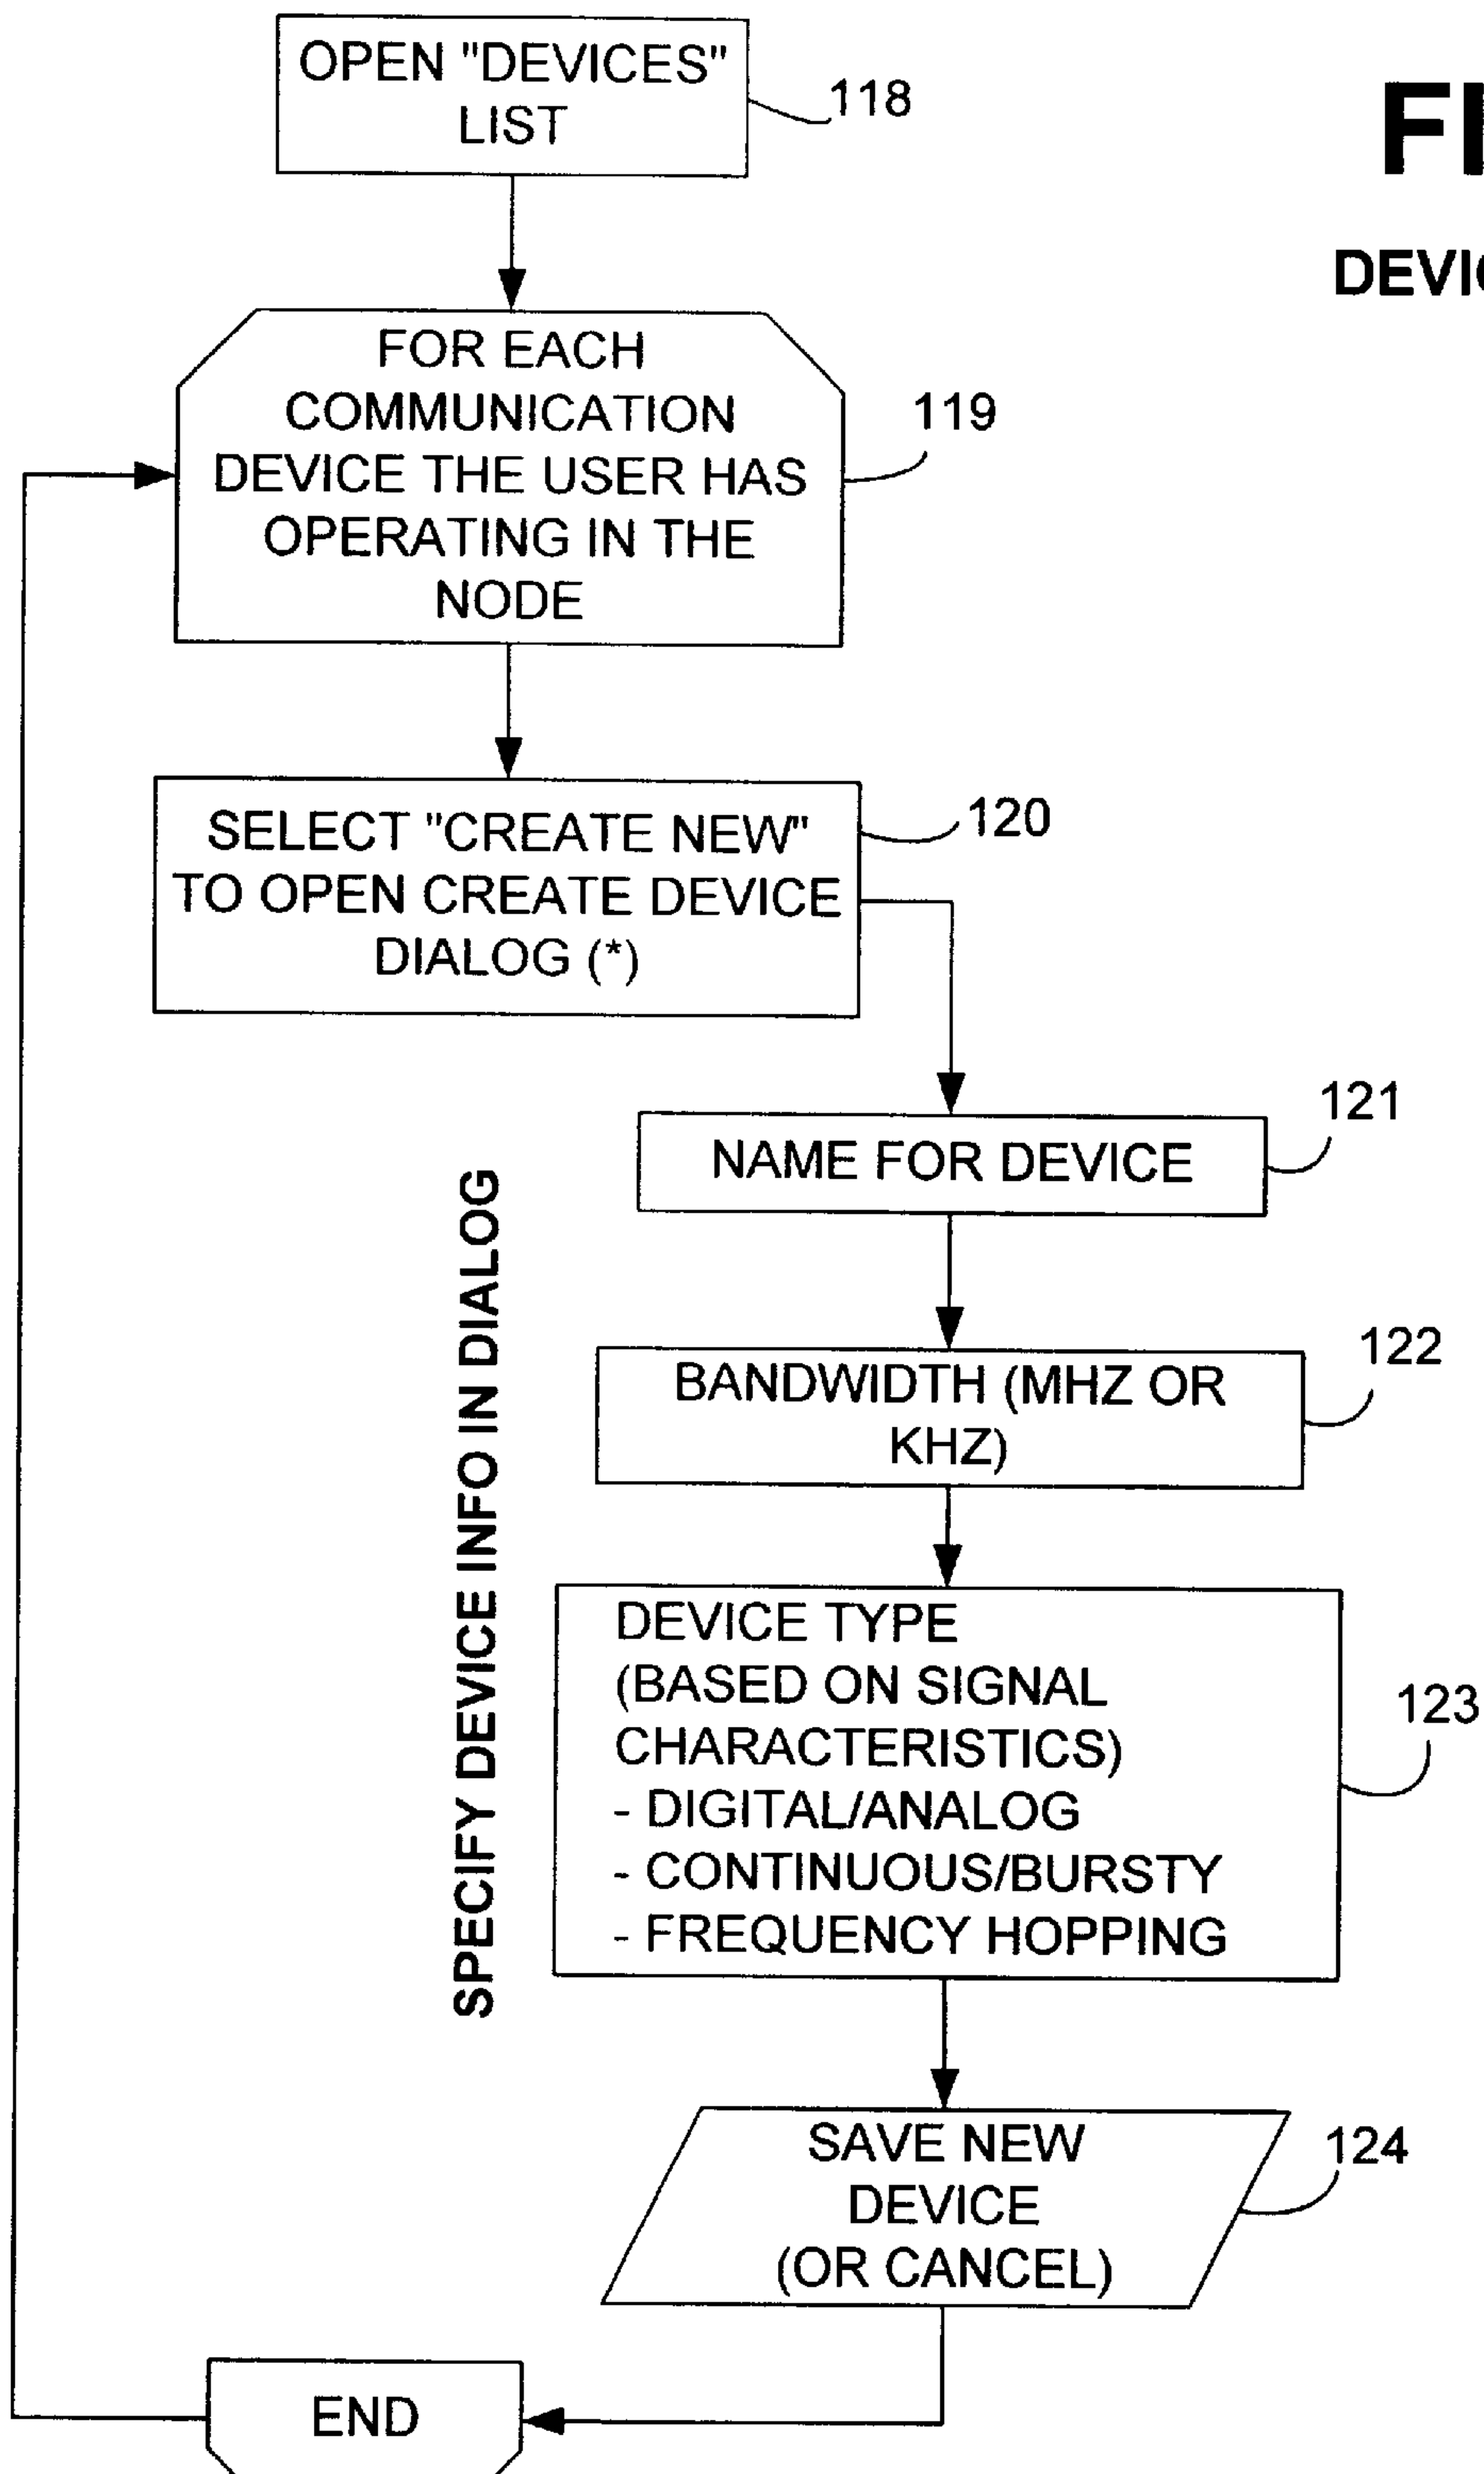 OPEN "DEVICES"
LIST
118
FOR EACH
COMMUNICATION
DEVICE THE USER HAS
OPERATING IN THE
NODE
119
SELECT "CREATE NEW"
TO OPEN CREATE DEVICE
DIALOG (*)
120
SPECIFY DEVICE INFO IN DIALOG
NAME FOR DEVICE
121
BANDWIDTH (MHZ OR
KHZ)
122
DEVICE TYPE
(BASED ON SIGNAL
CHARACTERISTICS)
- DIGITAL/ANALOG
- CONTINUOUS/BURSTY
- FREQUENCY HOPPING
123
SAVE NEW
DEVICE
(OR CANCEL)
124
END